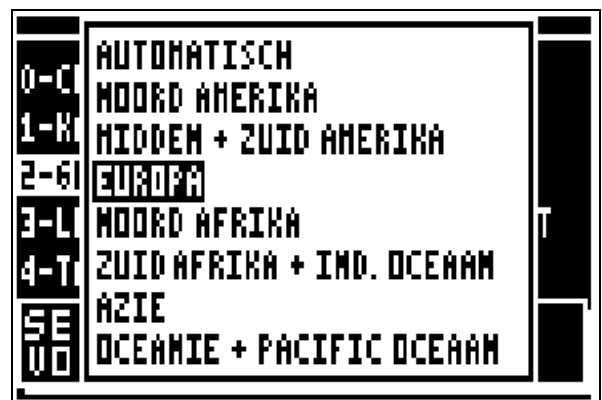 AUTOMATISCH
NOORD AMERIKA
MIDDEN + ZUID AMERIKA
EUROPA
NOORD AFRIKA
ZUID AFRIKA + IND. OCEAAN
AZIE
OCEANIE + PACIFIC OCEAAN